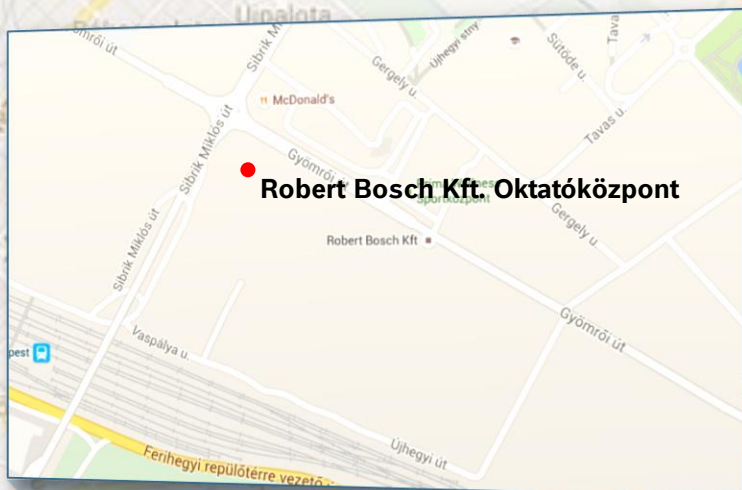 Újpalota
Gyömrői út
Sibrik M
Gergely u.
Újhegyi stny
Sütöde u.
Tava
Tavas u.
McDonald's
Sibrik Miklós út
Gyömrői út
Robert Bosch Kft. Oktatóközpont
Sportközpont
Gergely u.
Robert Bosch Kft
Sibrik Miklós út
Gyömrői út
Vaspálya u.
pest
Újhegyi út
Ferihegyi repülőtérre vezető